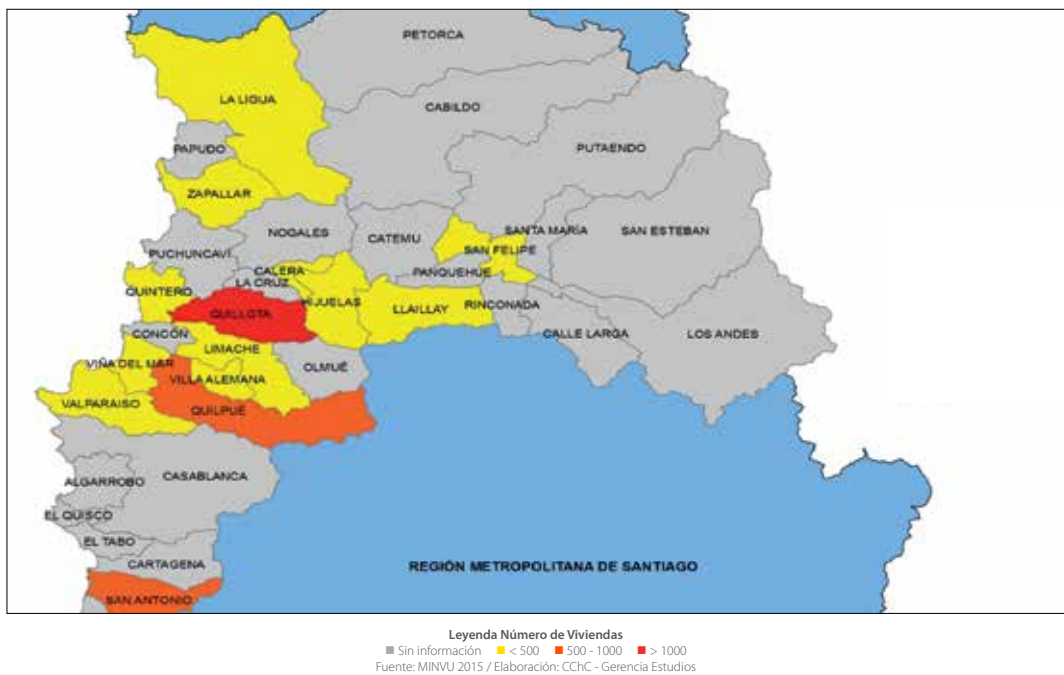 PETORCA
LA LIGUA
CABILDO
PAPUDO
PUTAENDO
ZAPALLAR
NOGALES
CATEMU
SANTA MARÍA
SAN ESTEBAN
PUCHUNCAVÍ
SAN FELIPE
CALERA
PANQUEHUE
LA CRUZ
QUINTERO
HIJUELAS
LLAILLAY
RINCONADA
QUILLOTA
CONCÓN
CALLE LARGA
LOS ANDES
LIMACHE
VIÑA DEL MAR
OLMUÉ
VILLA ALEMANA
VALPARAISO
QUILPUÉ
CASABLANCA
ALGARROBO
EL QUISCO
EL TABO
CARTAGENA
REGIÓN METROPOLITANA DE SANTIAGO
SAN ANTONIO
Leyenda Número de Viviendas
Sin información < 500 500 - 1000 > 1000
Fuente: MINVU 2015 / Elaboración: CChC - Gerencia Estudios